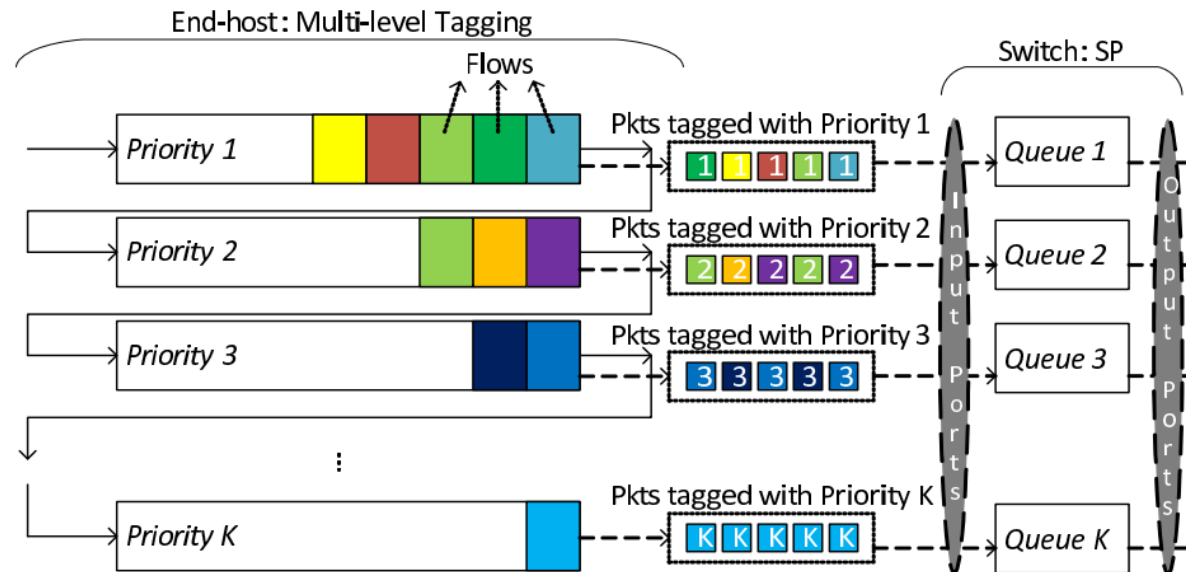 End-host: Multi-level Tagging
Switch: SP
Flows
Priority 1
Pkts tagged with Priority 1
1 1 1 1 1
Queue 1
Priority 2
Pkts tagged with Priority 2
2 2 2 2 2
Queue 2
Priority 3
Pkts tagged with Priority 3
3 3 3 3 3
Queue 3
Priority K
Pkts tagged with Priority K
K K K K K
Queue K
Input Ports
Output Ports